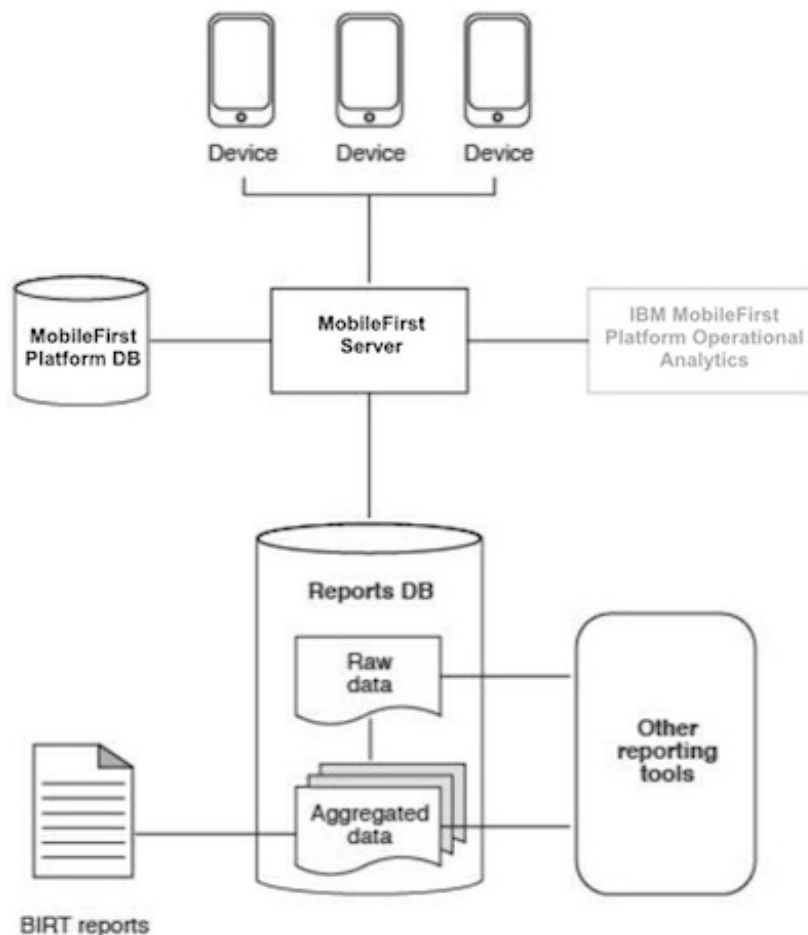 Device
Device
Device
MobileFirst
Platform DB
MobileFirst
Server
IBM MobileFirst
Platform Operational
Analytics
Reports DB
Raw
data
Other
reporting
tools
Aggregated
data
BIRT reports